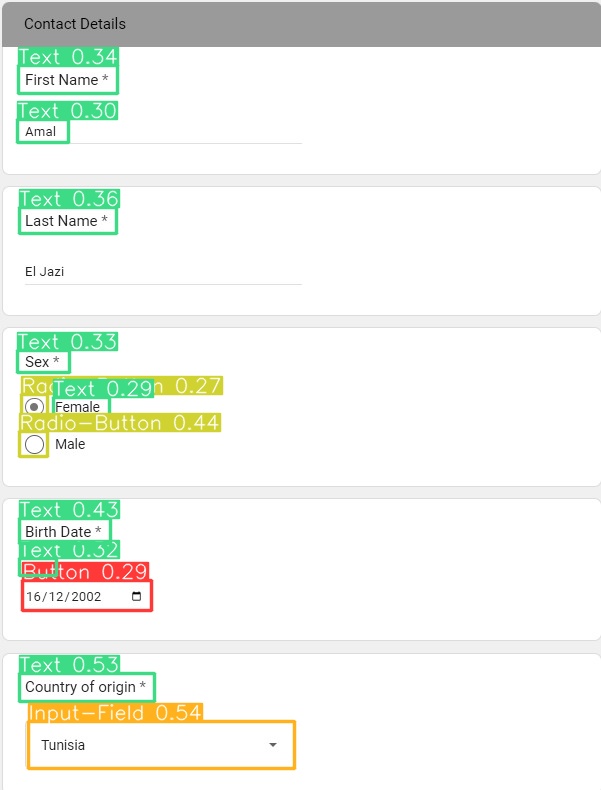 Contact Details
Text 0.34
First Name *
Text 0.30
Amal
Text 0.36
Last Name *
El Jazi
Text 0.33
Sex *
Text 0.29
0.27
Female
Radio-Button 0.44
Male
Text 0.43
Birth Date *
Text 0.32
Button 0.29
16/12/2002
Text 0.53
Country of origin *
Input-Field 0.54
Tunisia